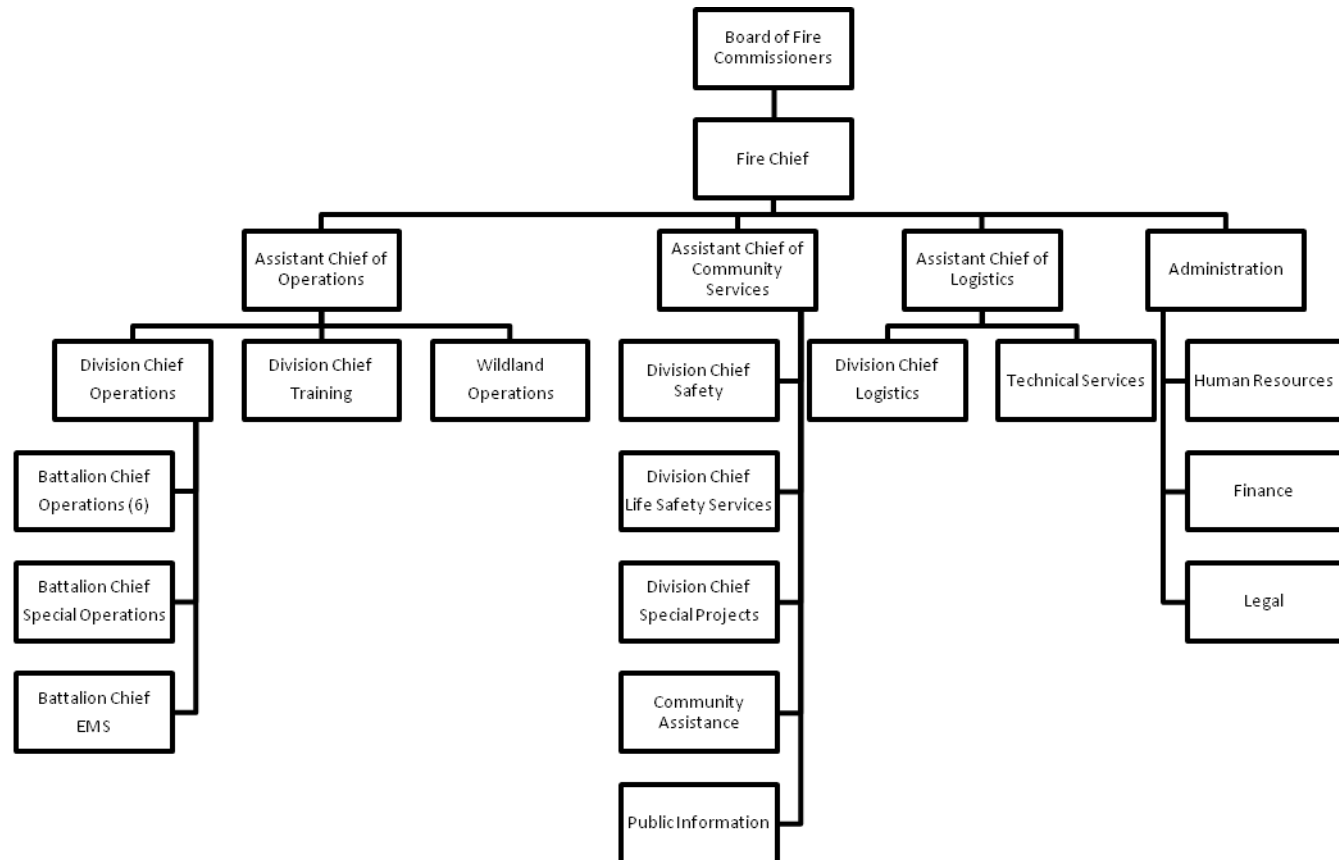 Board of Fire
Commissioners
Fire Chief
Assistant Chief of
Operations
Assistant Chief of
Community
Services
Assistant Chief of
Logistics
Administration
Division Chief
Operations
Division Chief
Training
Wildland
Operations
Division Chief
Safety
Division Chief
Logistics
Technical Services
Human Resources
Battalion Chief
Operations (6)
Division Chief
Life Safety Services
Finance
Battalion Chief
Special Operations
Division Chief
Special Projects
Legal
Battalion Chief
EMS
Community
Assistance
Public Information